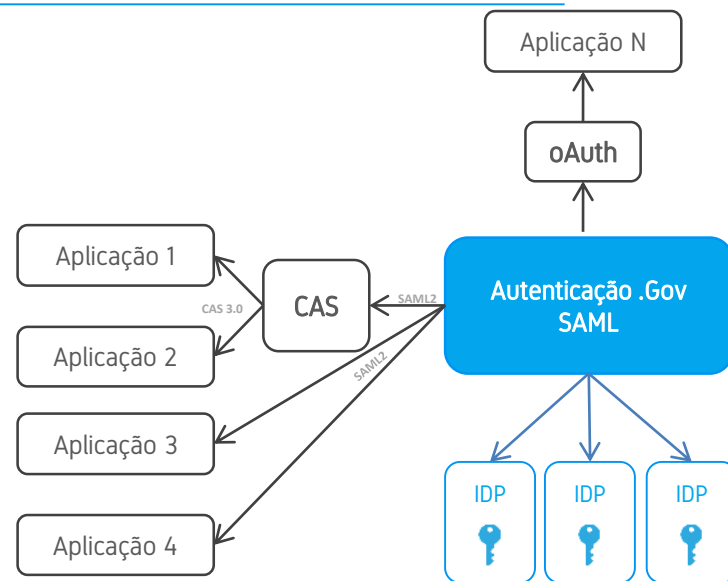 Aplicação N
oAuth
Aplicação 1
CAS 3.0
Aplicação 2
CAS
SAML2
SAML2
Autenticação .Gov
SAML
Aplicação 3
Aplicação 4
IDP
IDP
IDP